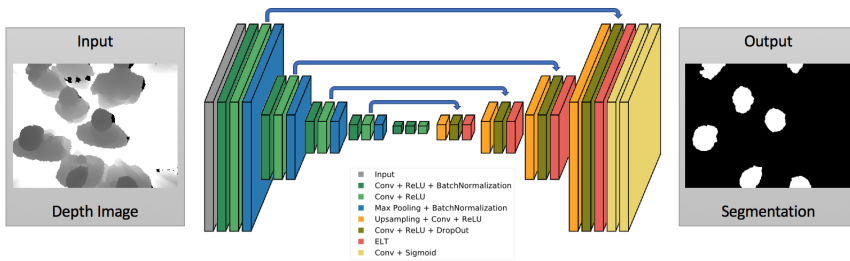 Input
Depth Image
Input
Conv + ReLU + BatchNormalization
Conv + ReLU
Max Pooling + BatchNormalization
Upsampling + Conv + ReLU
Conv + ReLU + DropOut
ELT
Conv + Sigmoid
Output
Segmentation